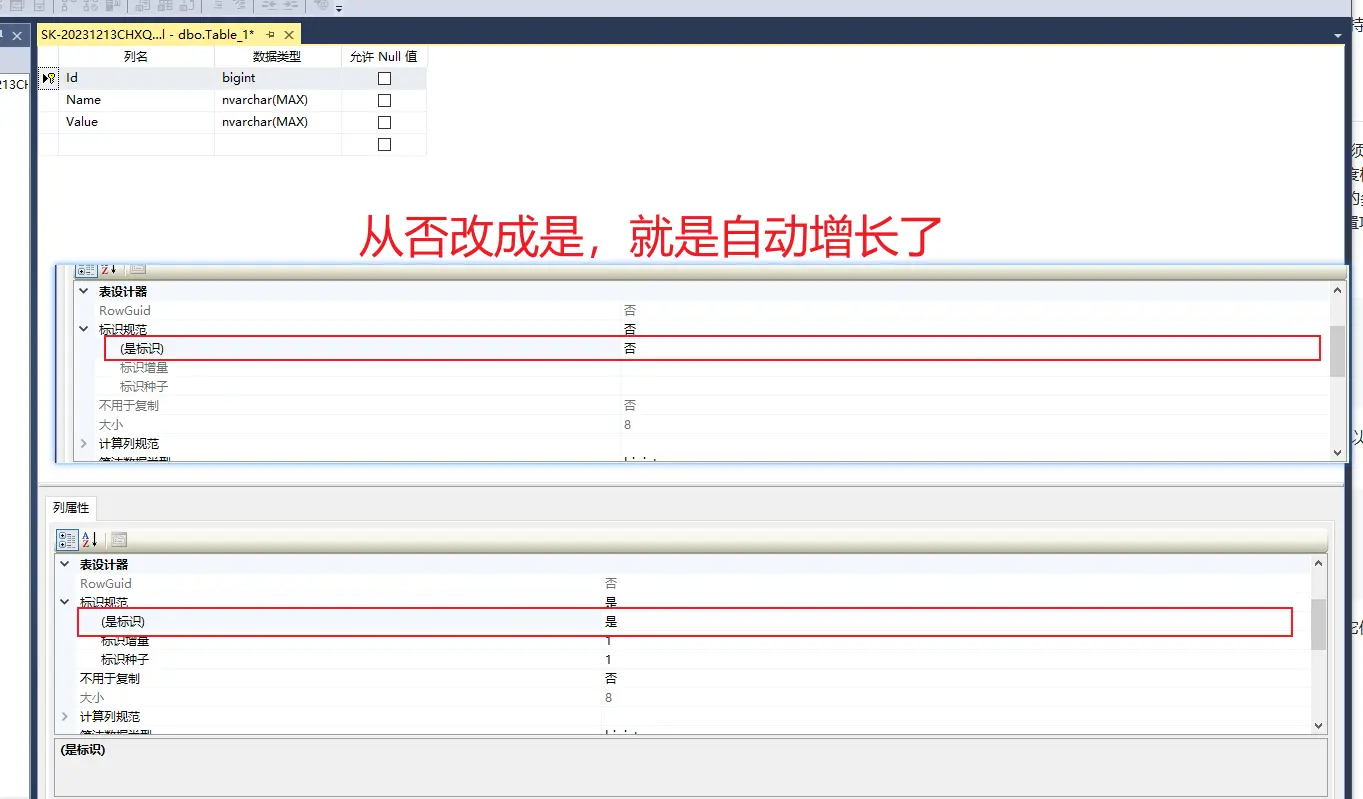 SK-20231213CHXQ...l - dbo.Table_1*
列名 数据类型 允许 Null 值
213CH
Id bigint
Name nvarchar(MAX)
Value nvarchar(MAX)
从否改成是，就是自动增长了
表设计器
RowGuid 否
标识规范 否
(是标识) 否
标识增量
标识种子
不用于复制 否
大小 8
计算列规范
列属性
表设计器
RowGuid 否
标识规范 是
(是标识) 是
标识增量 1
标识种子 1
不用于复制 否
大小 8
计算列规范
(是标识)